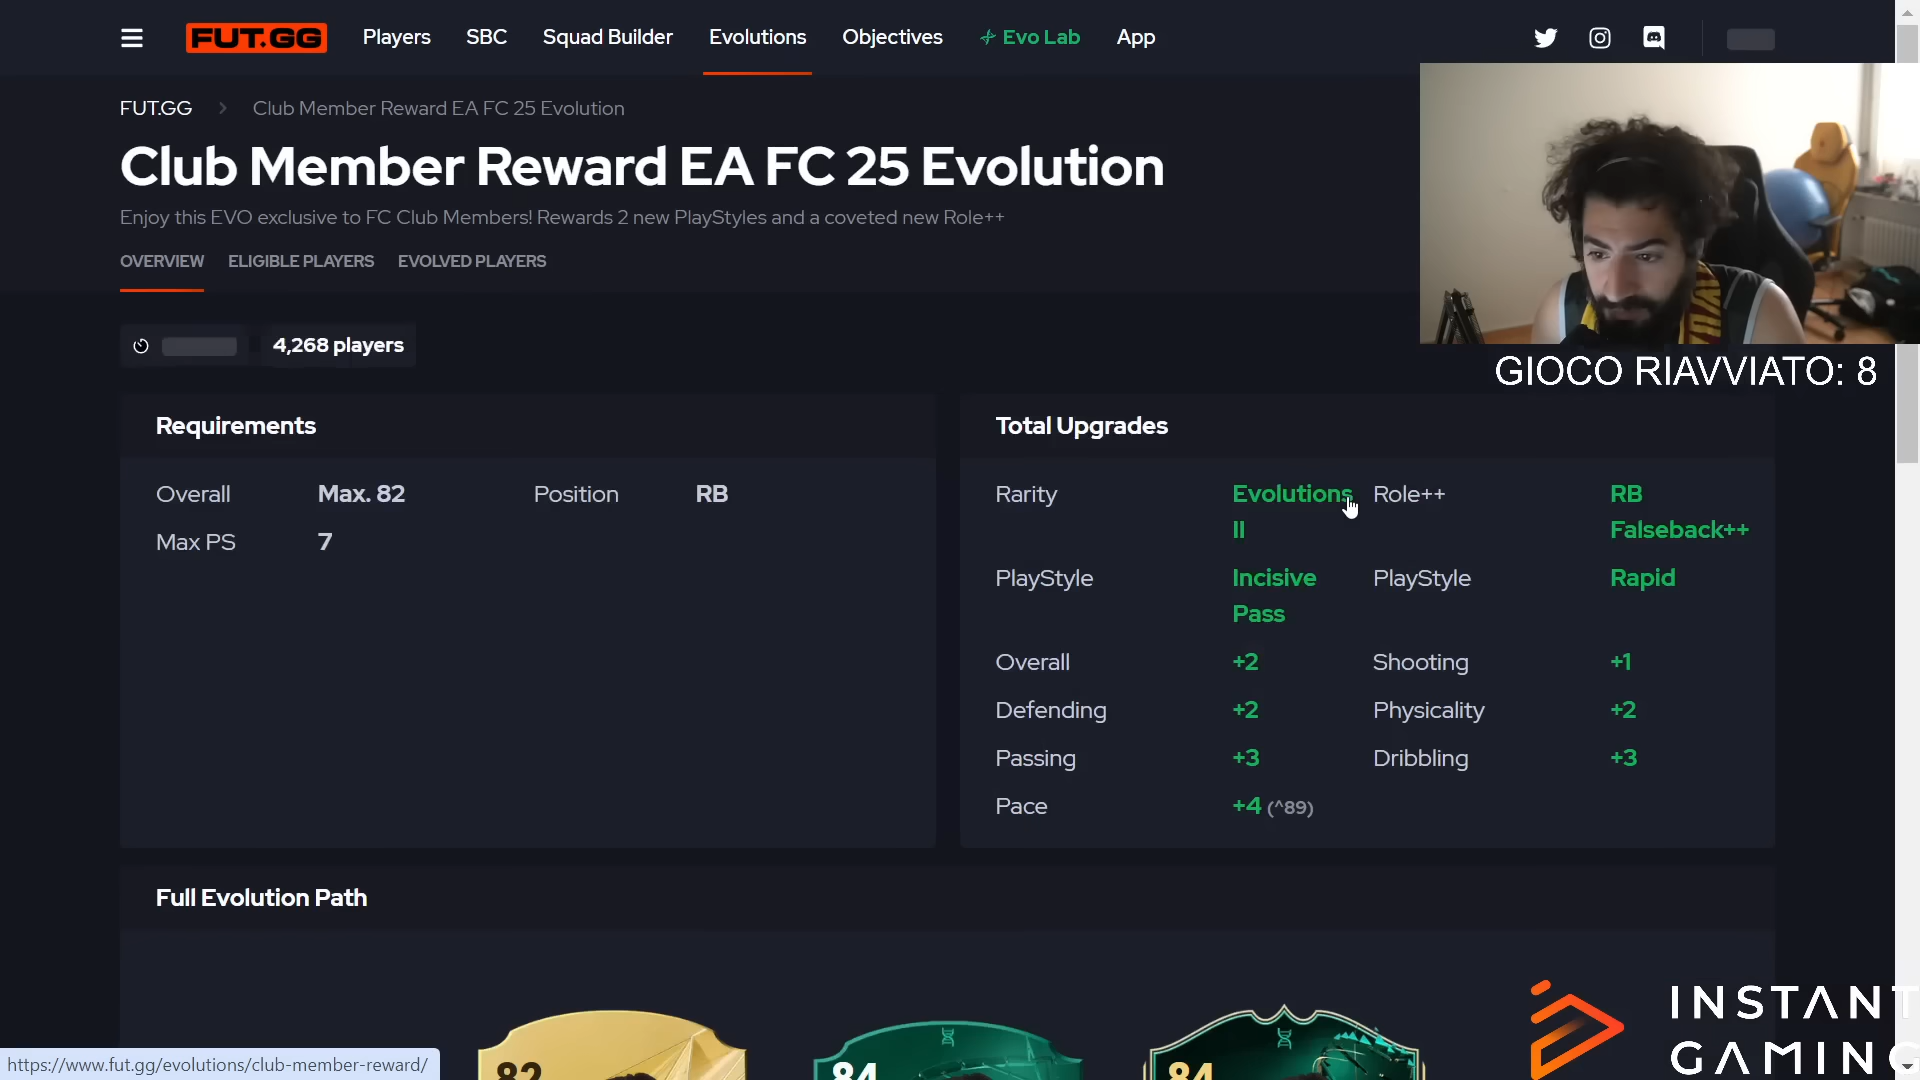 FUT.GG Players SBC Squad Builder Evolutions Objectives Evo Lab App
FUT.GG Club Member Reward EA FC 25 Evolution
Club Member Reward EA FC 25 Evolution
Enjoy this EVO exclusive to FC Club Members! Rewards 2 new PlayStyles and a coveted new Role++
OVERVIEW ELIGIBLE PLAYERS EVOLVED PLAYERS
4,268 players
GIOCO RIAVVIATO: 8
Requirements
Overall Max. 82 Position RB
Max PS 7
Total Upgrades
Rarity Evolutions II Role++ RB Falseback++
PlayStyle Incisive Pass PlayStyle Rapid
Overall +2 Shooting +1
Defending +2 Physicality +2
Passing +3 Dribbling +3
Pace +4 (^89)
Full Evolution Path
82 84 84
INSTANT
GAMING
https://www.fut.gg/evolutions/club-member-reward/